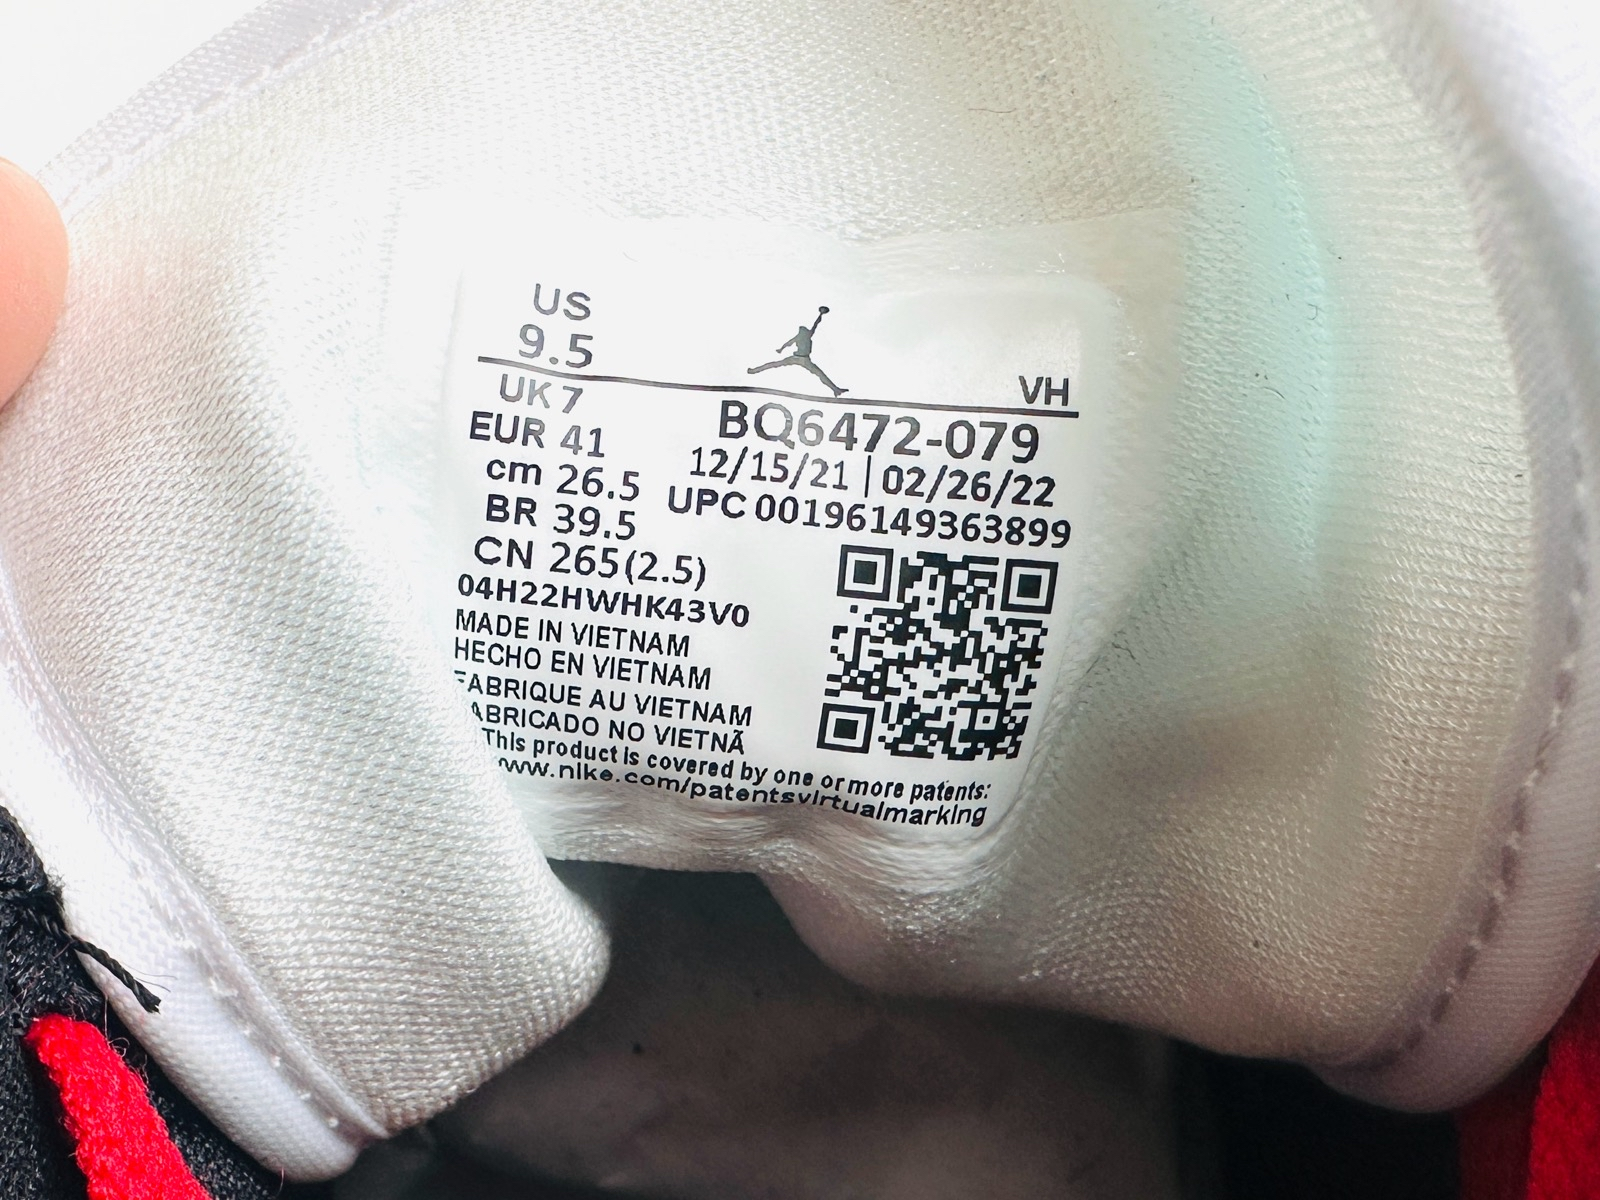 US
9.5
VH
UK 7
EUR 41
cm 26.5
BR 39.5
CN 265(2.5)
BQ6472-079
12/15/21 | 02/26/22
UPC 00196149363899
04H22HWHK43V0
MADE IN VIETNAM
HECHO EN VIETNAM
FABRIQUE AU VIETNAM
ABRICADO NO VIETNÃ
This product is covered by one or more patents:
www.nike.com/patentsvirtualmarking